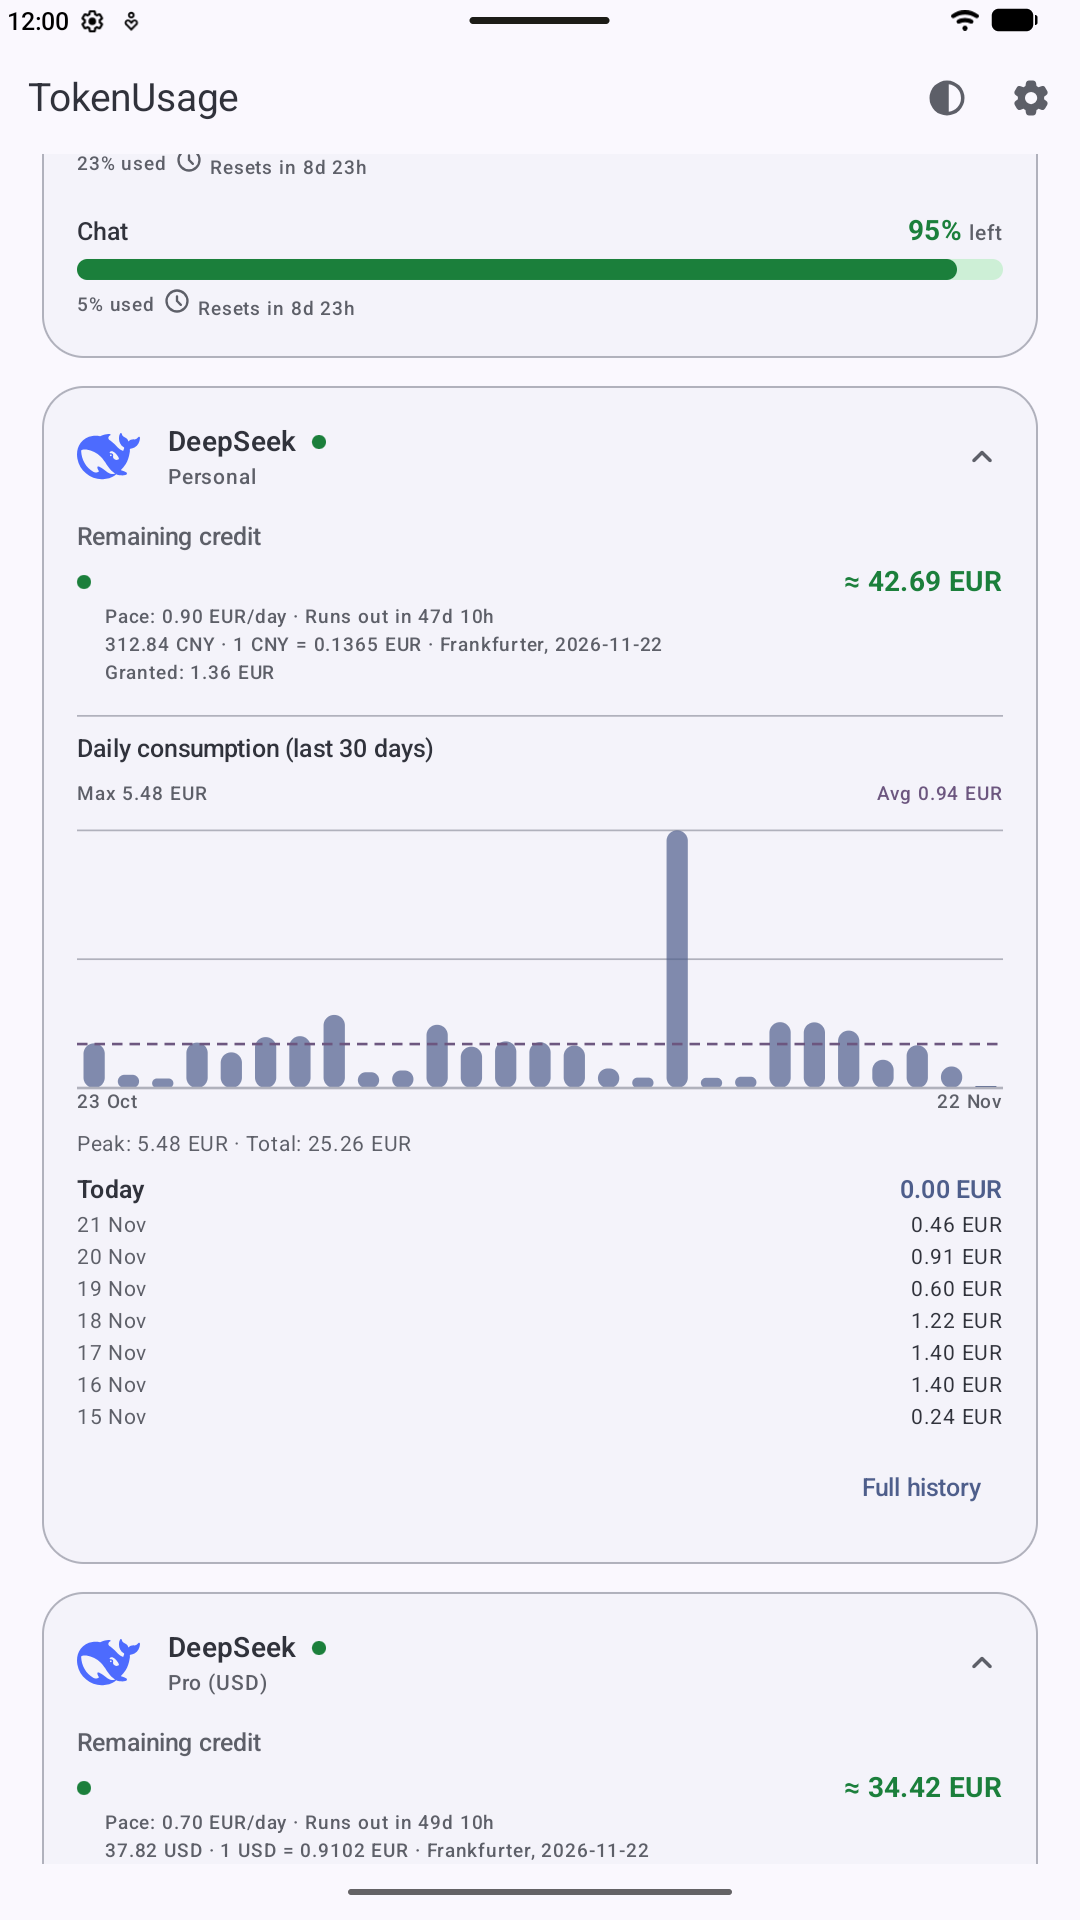 12:00
TokenUsage
23% used Resets in 8d 23h
Chat 95% left
5% used Resets in 8d 23h
DeepSeek
Personal
Remaining credit
≈ 42.69 EUR
Pace: 0.90 EUR/day · Runs out in 47d 10h
312.84 CNY · 1 CNY = 0.1365 EUR · Frankfurter, 2026-11-22
Granted: 1.36 EUR
Daily consumption (last 30 days)
Max 5.48 EUR Avg 0.94 EUR
23 Oct 22 Nov
Peak: 5.48 EUR · Total: 25.26 EUR
Today 0.00 EUR
21 Nov 0.46 EUR
20 Nov 0.91 EUR
19 Nov 0.60 EUR
18 Nov 1.22 EUR
17 Nov 1.40 EUR
16 Nov 1.40 EUR
15 Nov 0.24 EUR
Full history
DeepSeek
Pro (USD)
Remaining credit
≈ 34.42 EUR
Pace: 0.70 EUR/day · Runs out in 49d 10h
37.82 USD · 1 USD = 0.9102 EUR · Frankfurter, 2026-11-22